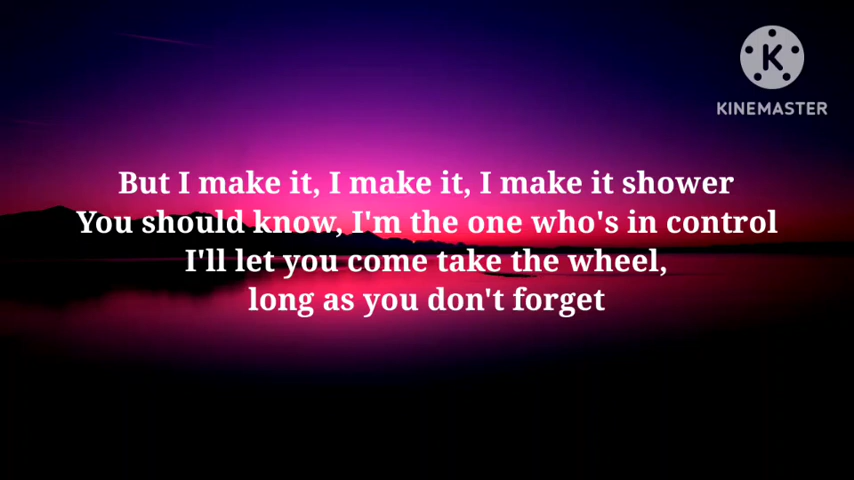 K
KINEMASTER
But I make it, I make it, I make it shower
You should know, I'm the one who's in control
I'll let you come take the wheel,
long as you don't forget